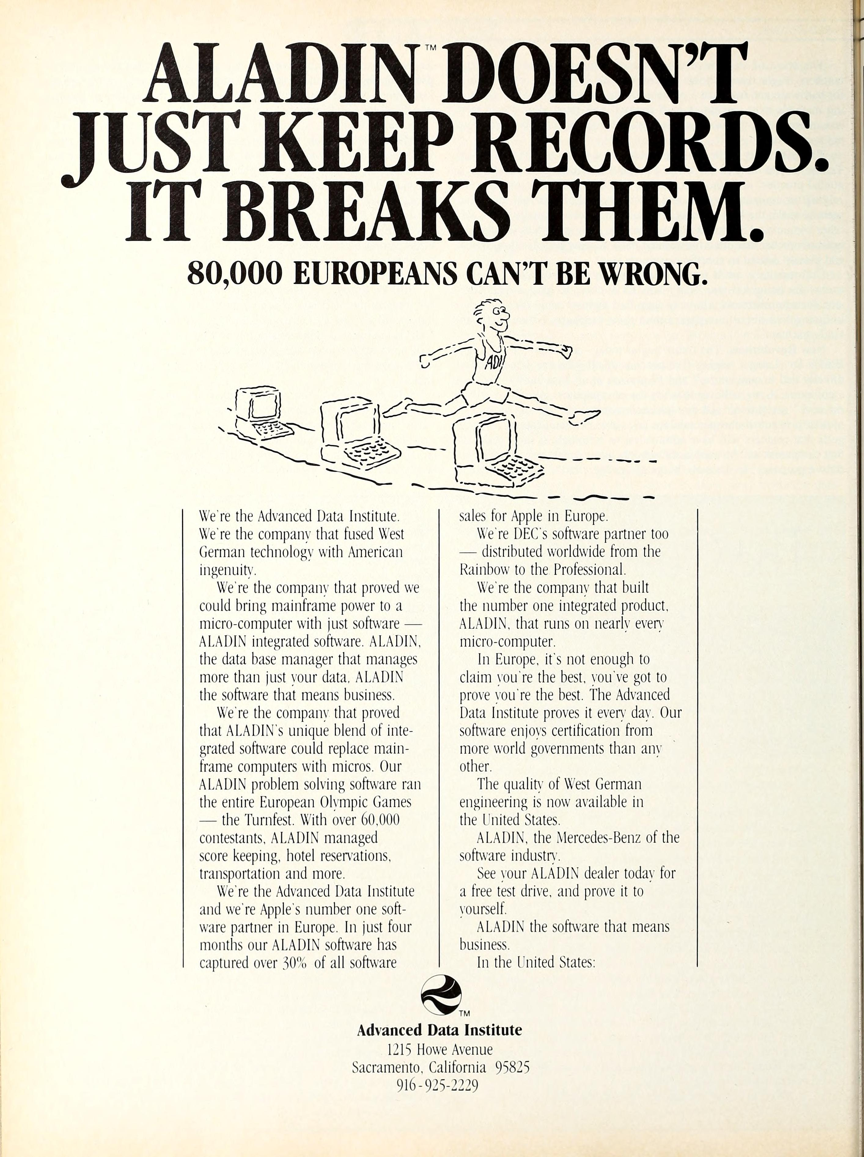 ALADIN™ DOESN'T
JUST KEEP RECORDS.
IT BREAKS THEM.
80,000 EUROPEANS CAN'T BE WRONG.
ADI
We're the Advanced Data Institute.
We're the company that fused West
German technology with American
ingenuity.
We're the company that proved we
could bring mainframe power to a
micro-computer with just software —
ALADIN integrated software. ALADIN,
the data base manager that manages
more than just your data, ALADIN
the software that means business.
We're the company that proved
that ALADIN's unique blend of inte-
grated software could replace main-
frame computers with micros. Our
ALADIN problem solving software ran
the entire European Olympic Games
— the Turnfest. With over 60,000
contestants, ALADIN managed
score keeping, hotel reservations,
transportation and more.
We're the Advanced Data Institute
and we're Apple's number one soft-
ware partner in Europe. In just four
months our ALADIN software has
captured over 30% of all software
sales for Apple in Europe.
We're DEC's software partner too
— distributed worldwide from the
Rainbow to the Professional.
We're the company that built
the number one integrated product,
ALADIN, that runs on nearly every
micro-computer.
In Europe, it's not enough to
claim you're the best, you've got to
prove you're the best. The Advanced
Data Institute proves it every day. Our
software enjoys certification from
more world governments than any
other.
The quality of West German
engineering is now available in
the United States.
ALADIN, the Mercedes-Benz of the
software industry.
See your ALADIN dealer today for
a free test drive, and prove it to
yourself.
ALADIN the software that means
business.
In the United States:
TM
Advanced Data Institute
1215 Howe Avenue
Sacramento, California 95825
916-925-2229